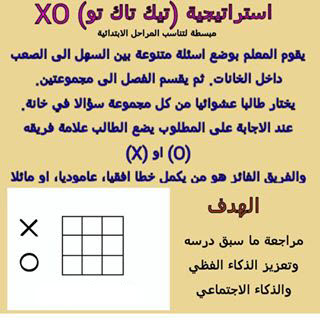 استراتيجية (تيك تاك تو) XO
مبسطة لتناسب المراحل الابتدائية
يقوم المعلم بوضع اسئلة متنوعة بين السهل الى الصعب
داخل الخانات. ثم يقسم الفصل الى مجموعتين.
يختار طالبا عشوائيا من كل مجموعة سؤالا في خانة.
عند الاجابة على المطلوب يضع الطالب علامة فريقه
(O) او (X)
والفريق الفائز هو من يكمل خطا افقيا، عاموديا، او مائلا
الهدف
مراجعة ما سبق درسه
وتعزيز الذكاء الفظي
والذكاء الاجتماعي
X
O